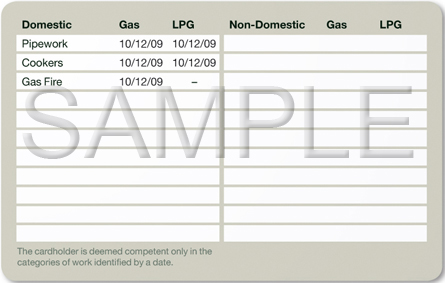 Domestic Gas LPG Non-Domestic Gas LPG
Pipework 10/12/09 10/12/09
Cookers 10/12/09 10/12/09
Gas Fire 10/12/09 –
SAMPLE
The cardholder is deemed competent only in the
categories of work identified by a date.